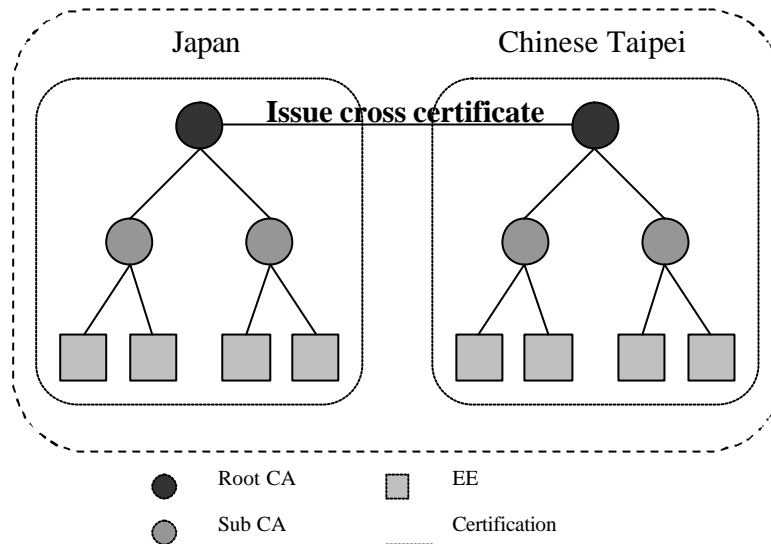 Japan
Chinese Taipei
Issue cross certificate
Root CA
EE
Sub CA
Certification